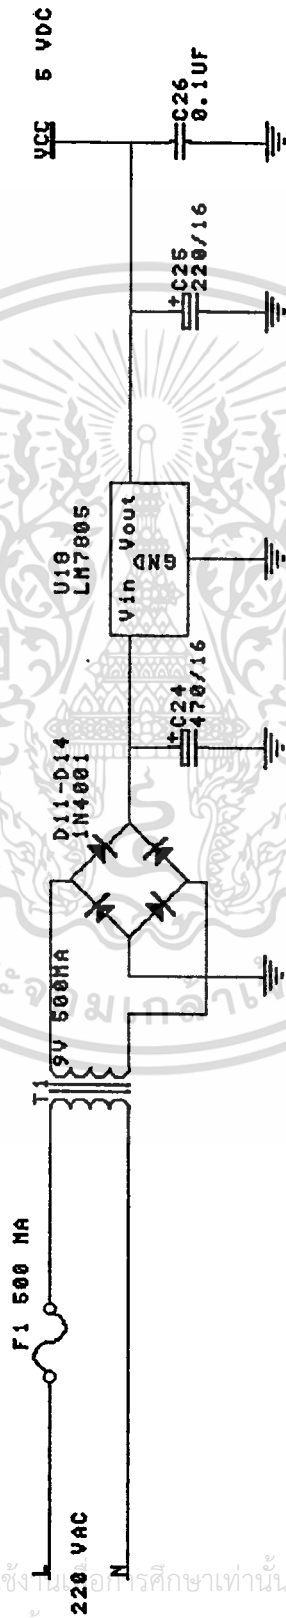 L
220 VAC
N
F1 500 MA
T1
9V 500MA
D11-D14
1N4001
+C24
470/16
U18
LM7805
Vin Vout
GND
+C25
220/16
VCC 5 VDC
C26
0.1UF